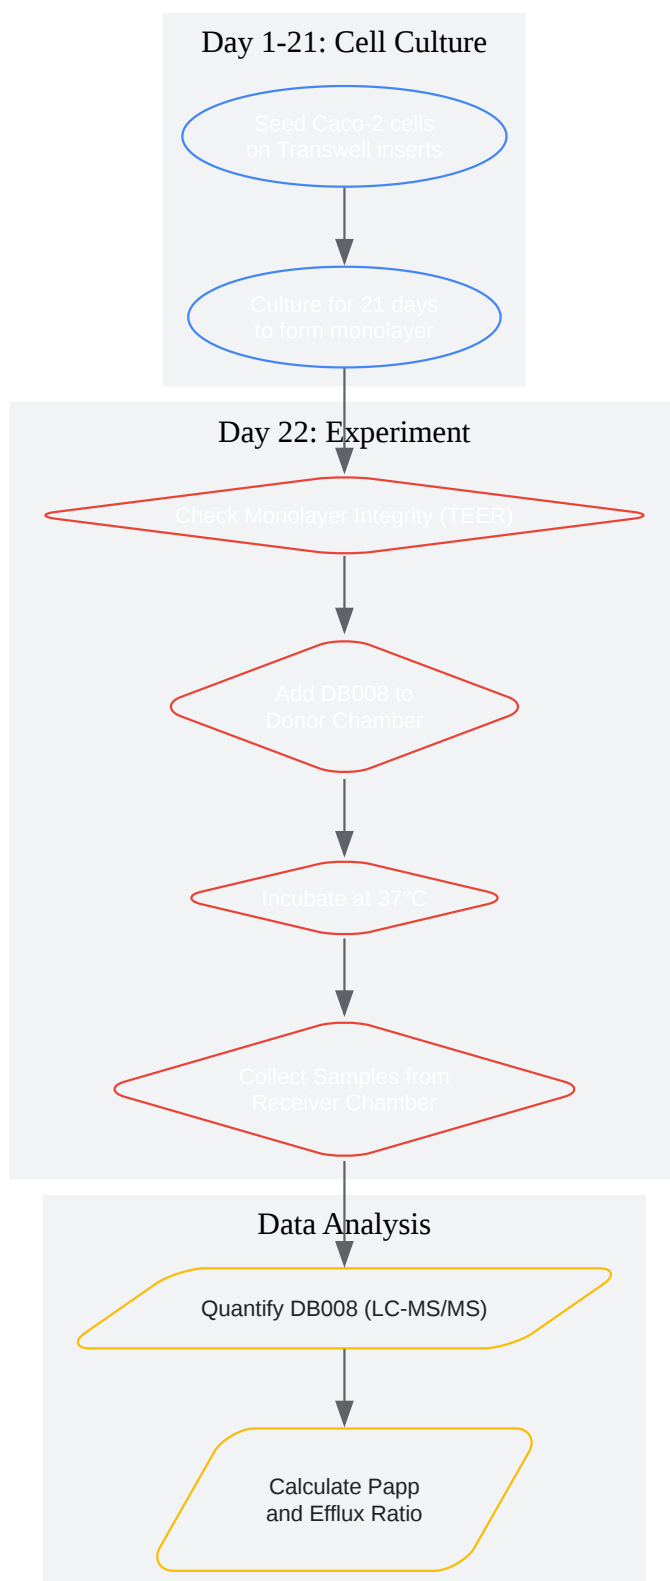 Day 1-21: Cell Culture
Seed Caco-2 cells
on Transwell inserts
Culture for 21 days
to form monolayer
Day 22: Experiment
Check Monolayer Integrity (TEER)
Add DB008 to
Donor Chamber
Incubate at 37°C
Collect Samples from
Receiver Chamber
Data Analysis
Quantify DB008 (LC-MS/MS)
Calculate Papp
and Efflux Ratio